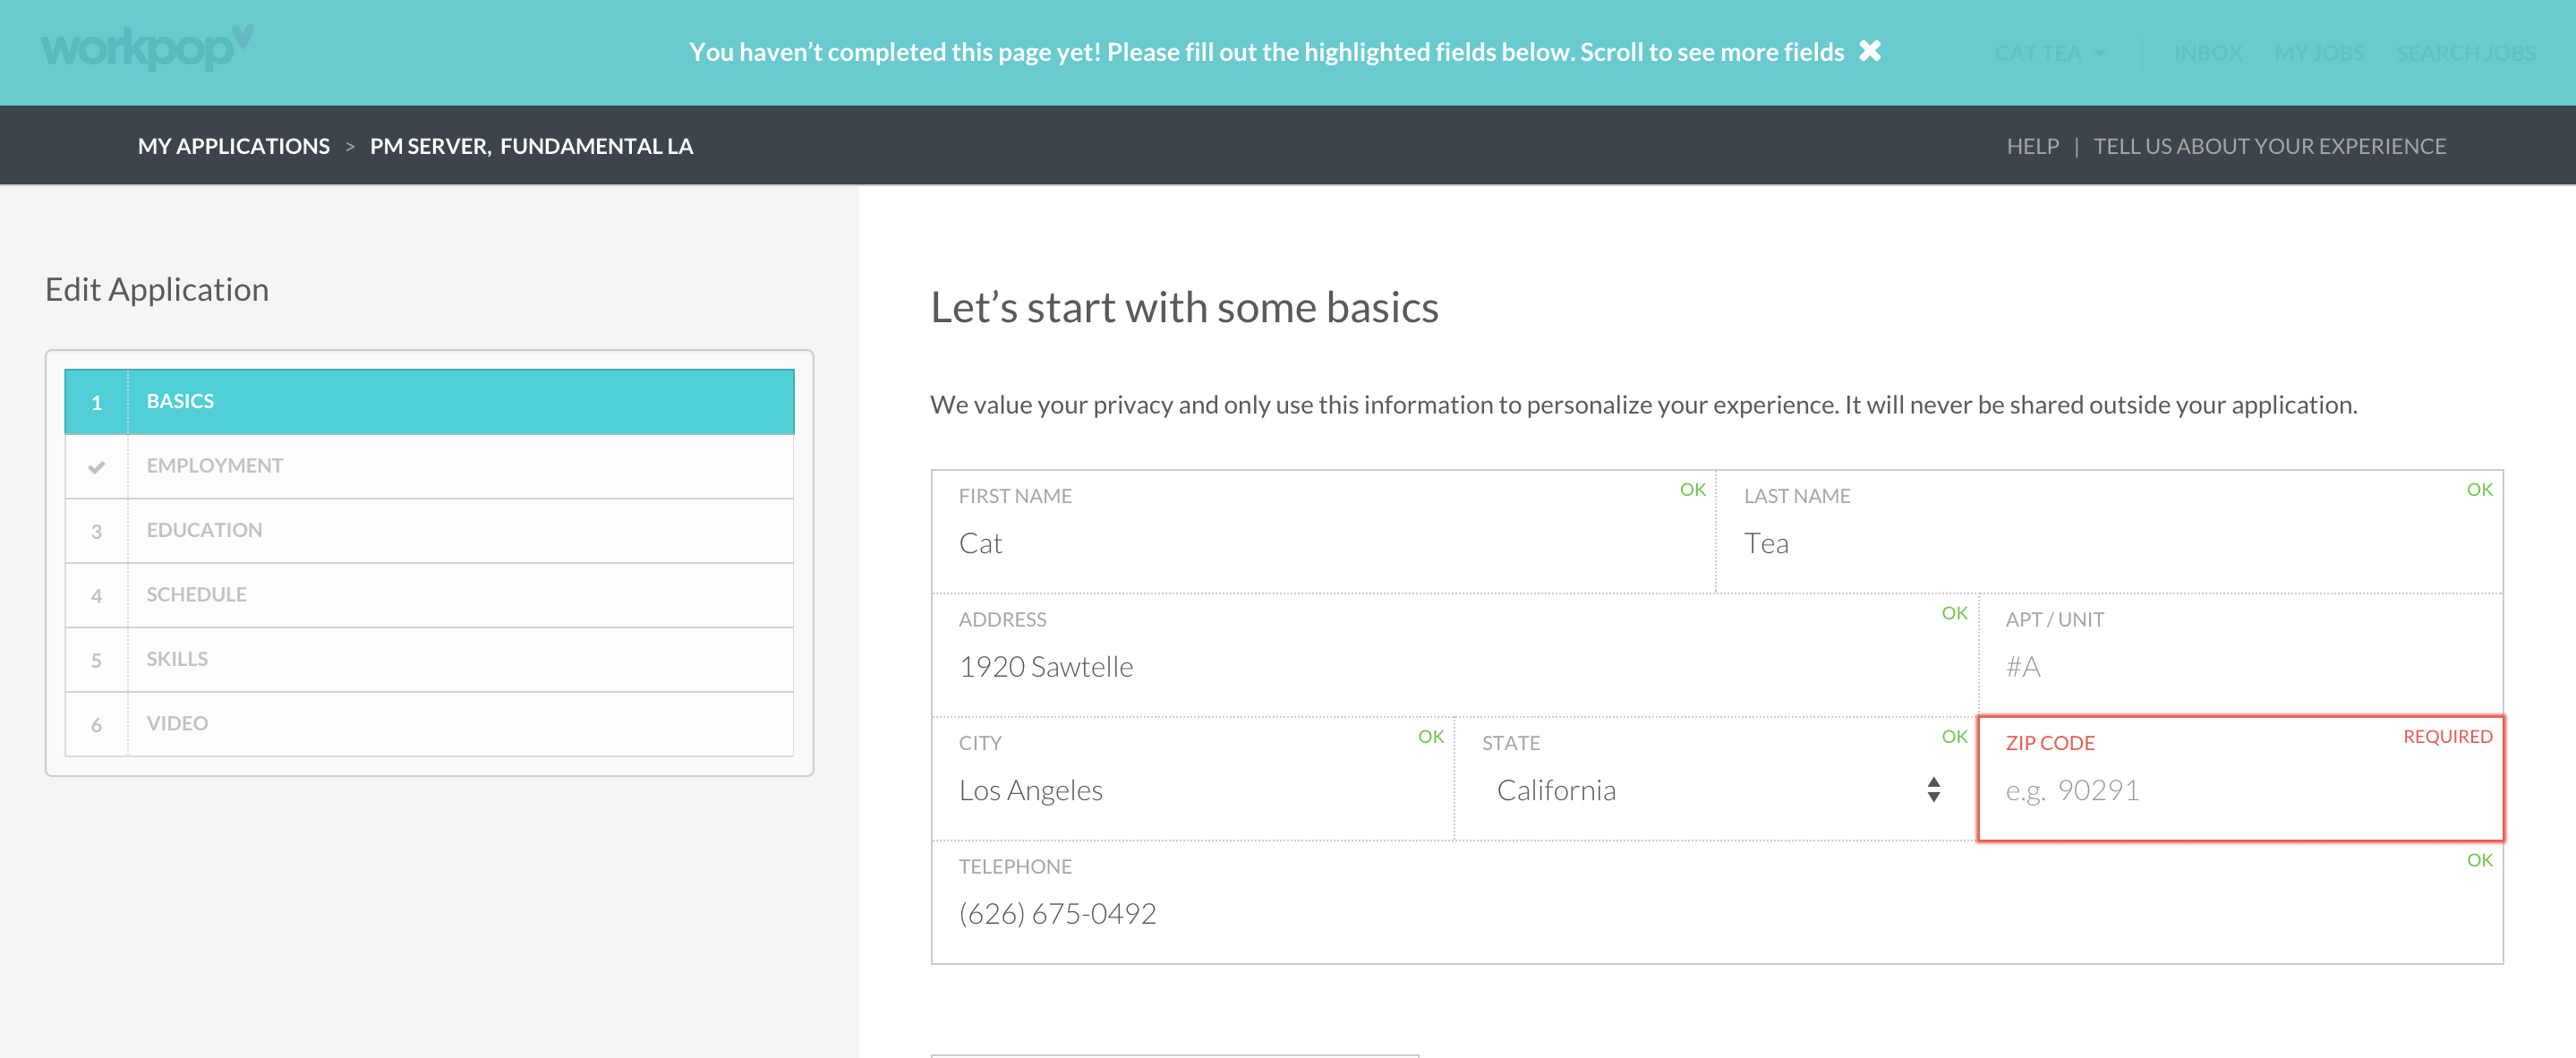 workpop
You haven’t completed this page yet! Please fill out the highlighted fields below. Scroll to see more fields
CAT TEA INBOX MY JOBS SEARCH JOBS
MY APPLICATIONS > PM SERVER, FUNDAMENTAL LA
HELP | TELL US ABOUT YOUR EXPERIENCE
Edit Application
1 BASICS
EMPLOYMENT
3 EDUCATION
4 SCHEDULE
5 SKILLS
6 VIDEO
Let’s start with some basics
We value your privacy and only use this information to personalize your experience. It will never be shared outside your application.
FIRST NAME OK
Cat
LAST NAME OK
Tea
ADDRESS OK
1920 Sawtelle
APT / UNIT
#A
CITY OK
Los Angeles
STATE OK
California
ZIP CODE REQUIRED
e.g. 90291
TELEPHONE OK
(626) 675-0492